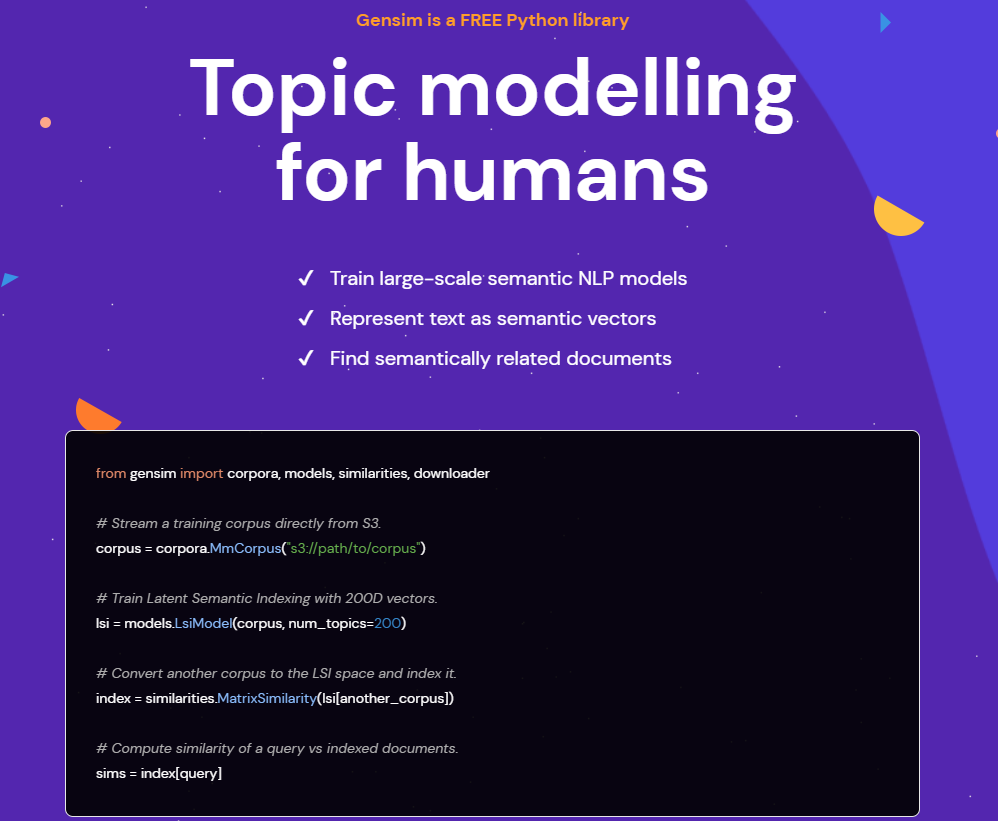 Gensim is a FREE Python library
Topic modelling
for humans
✓ Train large-scale semantic NLP models
✓ Represent text as semantic vectors
✓ Find semantically related documents
from gensim import corpora, models, similarities, downloader
# Stream a training corpus directly from S3.
corpus = corpora.MmCorpus("s3://path/to/corpus")
# Train Latent Semantic Indexing with 200D vectors.
lsi = models.LsiModel(corpus, num_topics=200)
# Convert another corpus to the LSI space and index it.
index = similarities.MatrixSimilarity(lsi[another_corpus])
# Compute similarity of a query vs indexed documents.
sims = index[query]